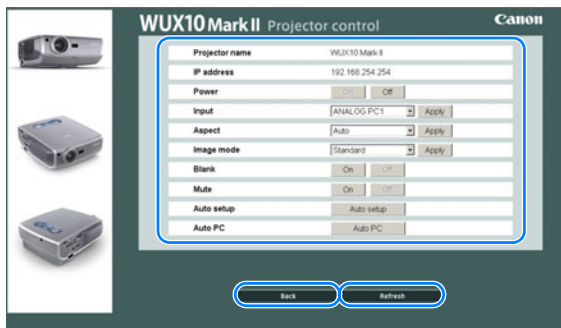 WUX10 Mark II Projector control
Canon
Projector name WUX10 Mark II
IP address 192.168.254.254
Power On Off
Input ANALOG PC1 Apply
Aspect Auto Apply
Image mode Standard Apply
Blank On Off
Mute On Off
Auto setup Auto setup
Auto PC Auto PC
Back Refresh